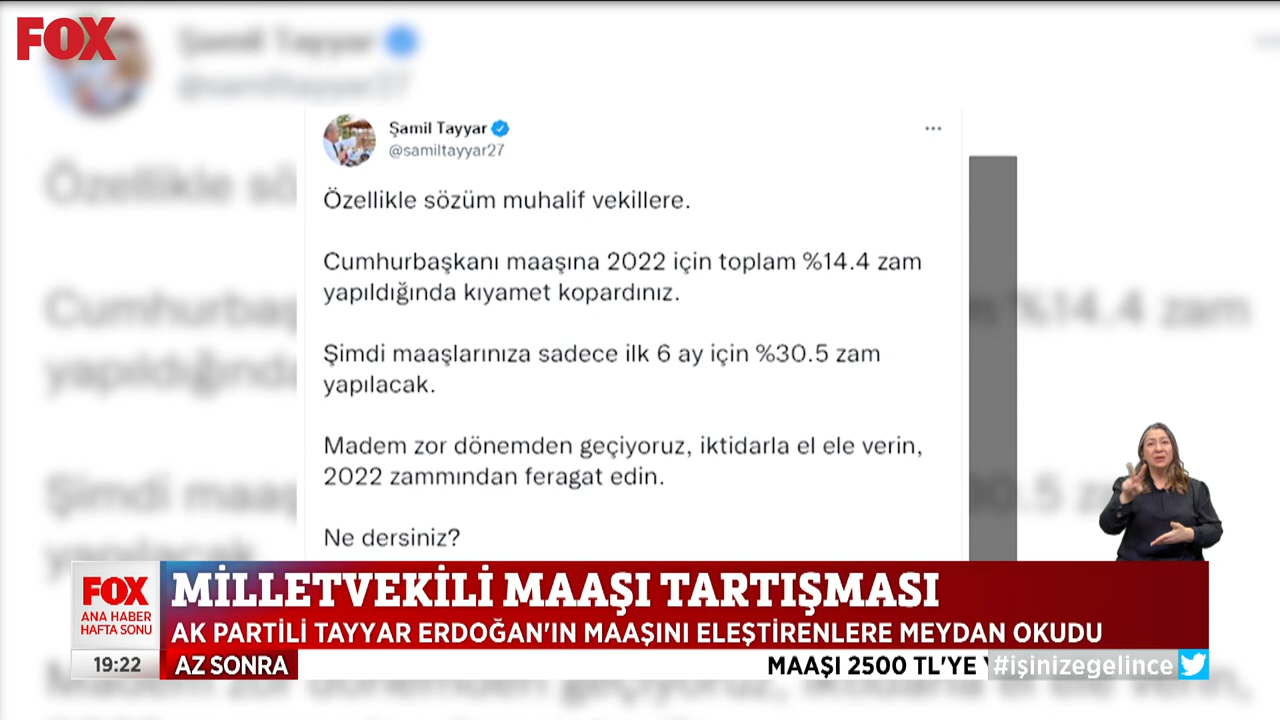 FOX
Şamil Tayyar
@samiltayyar27
Şamil Tayyar
@samiltayyar27
Özellikle sözüm muhalif vekillere.
Cumhurbaşkanı maaşına 2022 için toplam %14.4 zam
yapıldığında kıyamet kopardınız.
Şimdi maaşlarınıza sadece ilk 6 ay için %30.5 zam
yapılacak.
Madem zor dönemden geçiyoruz, iktidarla el ele verin,
2022 zammından feragat edin.
Ne dersiniz?
FOX
ANA HABER
HAFTA SONU
MİLLETVEKİLİ MAAŞI TARTIŞMASI
AK PARTİLİ TAYYAR ERDOĞAN'IN MAAŞINI ELEŞTİRENLERE MEYDAN OKUDU
19:22
AZ SONRA
MAAŞI 2500 TL'YE
#işinizegelince